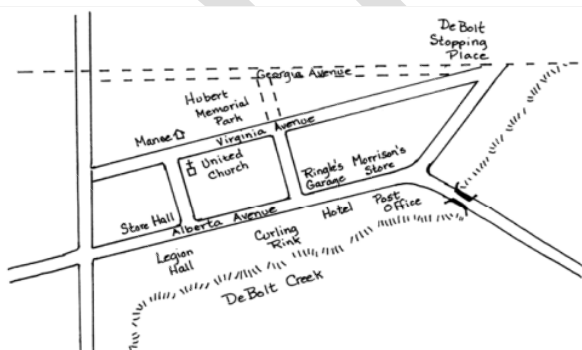 DeBolt
Stopping
Place
Georgia Avenue
Hubert
Memorial
Park
Manse
Virginia Avenue
United
Church
Ringle's
Garage
Morrison's
Store
Store Hall
Alberta Avenue
Hotel
Post
Office
Legion
Hall
Curling
Rink
DeBolt Creek